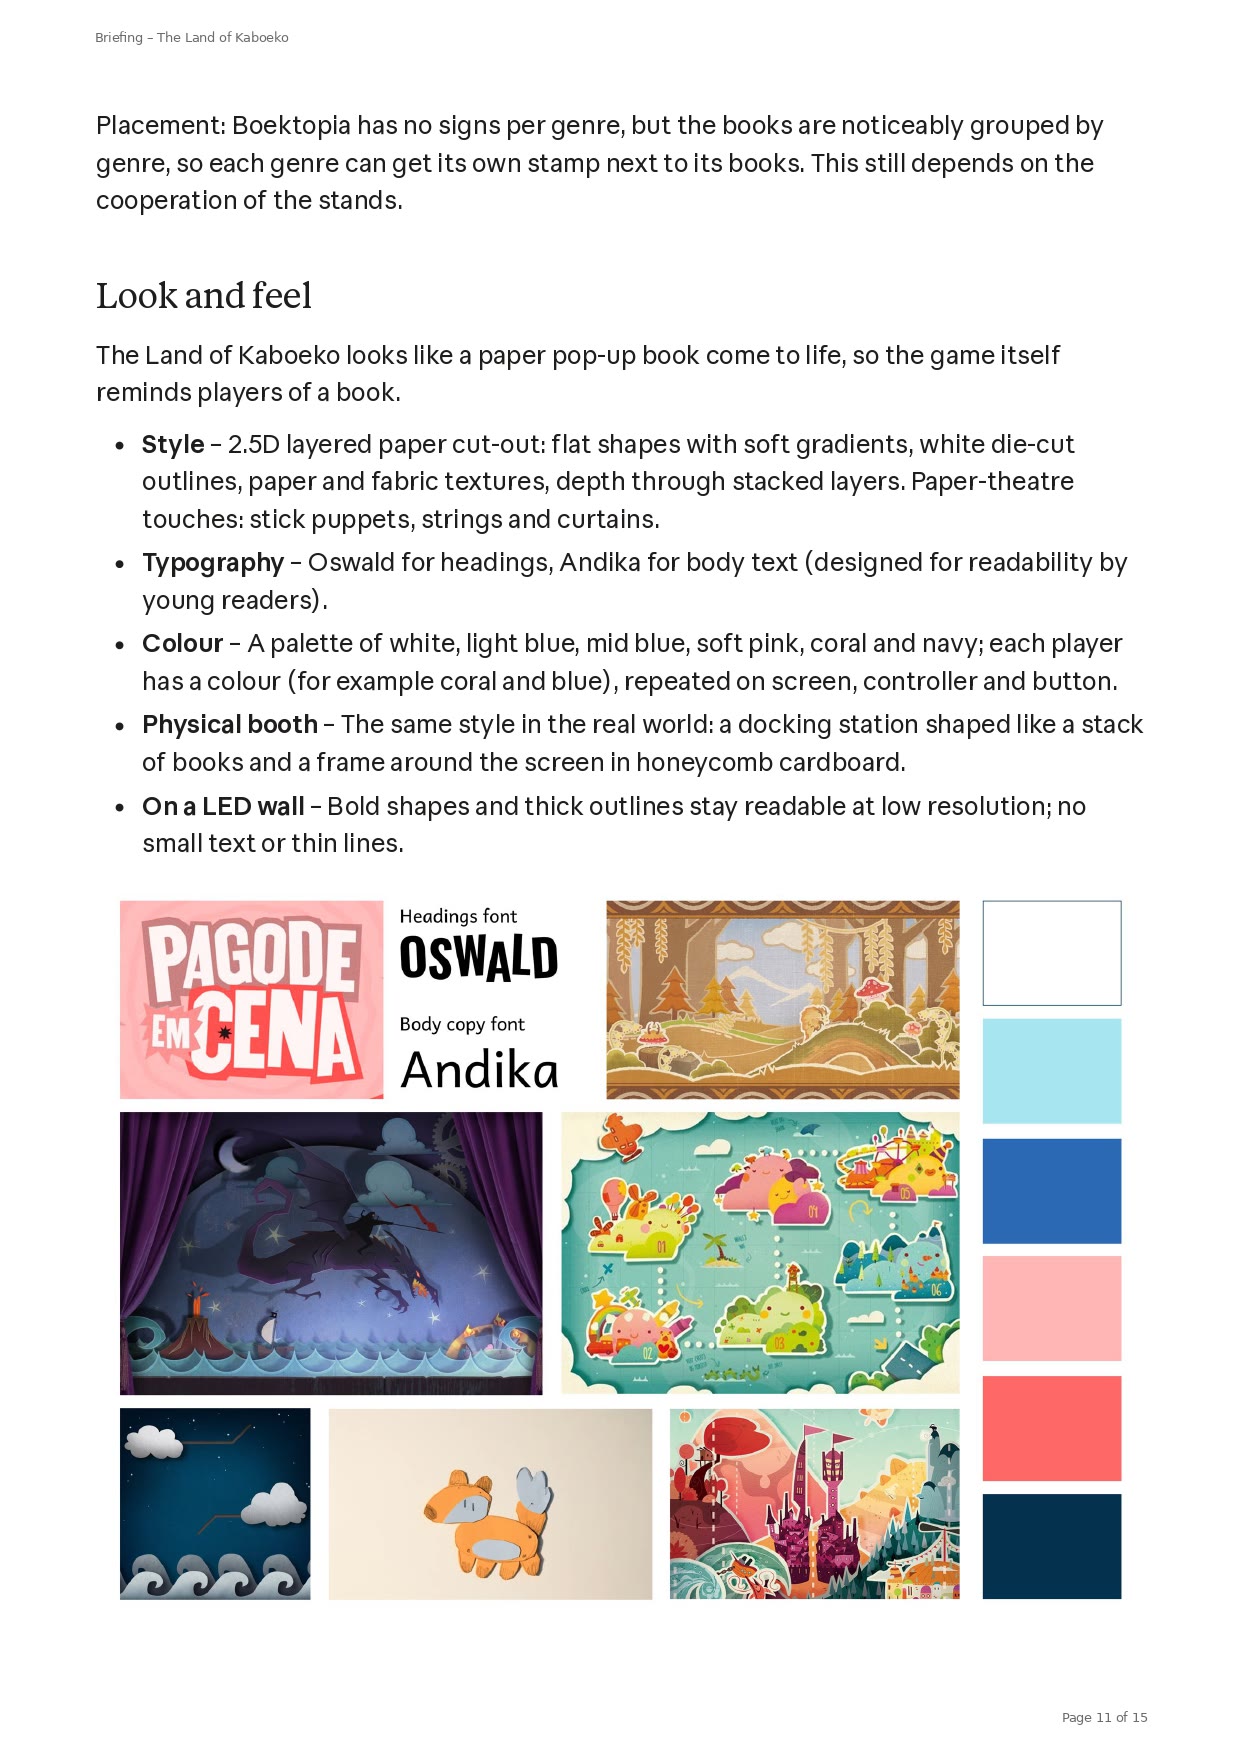 Briefing – The Land of Kaboeko
Placement: Boektopia has no signs per genre, but the books are noticeably grouped by
genre, so each genre can get its own stamp next to its books. This still depends on the
cooperation of the stands.
Look and feel
The Land of Kaboeko looks like a paper pop-up book come to life, so the game itself
reminds players of a book.
• Style – 2.5D layered paper cut-out: flat shapes with soft gradients, white die-cut
outlines, paper and fabric textures, depth through stacked layers. Paper-theatre
touches: stick puppets, strings and curtains.
• Typography – Oswald for headings, Andika for body text (designed for readability by
young readers).
• Colour – A palette of white, light blue, mid blue, soft pink, coral and navy; each player
has a colour (for example coral and blue), repeated on screen, controller and button.
• Physical booth – The same style in the real world: a docking station shaped like a stack
of books and a frame around the screen in honeycomb cardboard.
• On a LED wall – Bold shapes and thick outlines stay readable at low resolution; no
small text or thin lines.
PAGODE
EM CENA
Headings font
OSWALD
Body copy font
Andika
01
04
05
02
03
06
Page 11 of 15